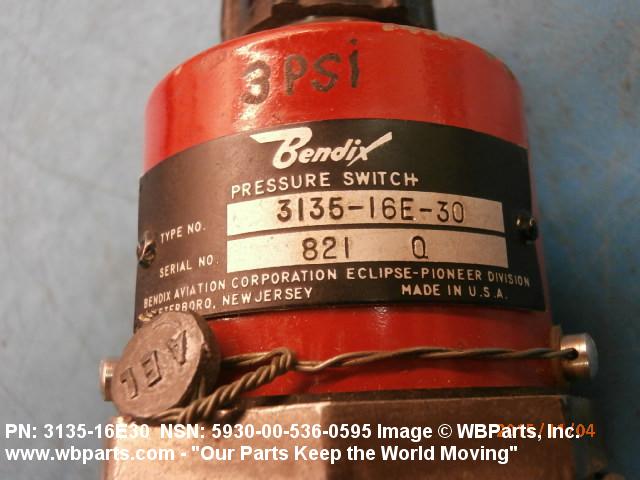 3PSi
Bendix
PRESSURE SWITCH
TYPE NO. 3135-16E-30
SERIAL NO. 821 Q
BENDIX AVIATION CORPORATION ECLIPSE-PIONEER DIVISION
NEW JERSEY MADE IN U.S.A.
AEL
PN: 3135-16E30 NSN: 5930-00-536-0595 Image © WBParts, Inc.
www.wbparts.com - "Our Parts Keep the World Moving"